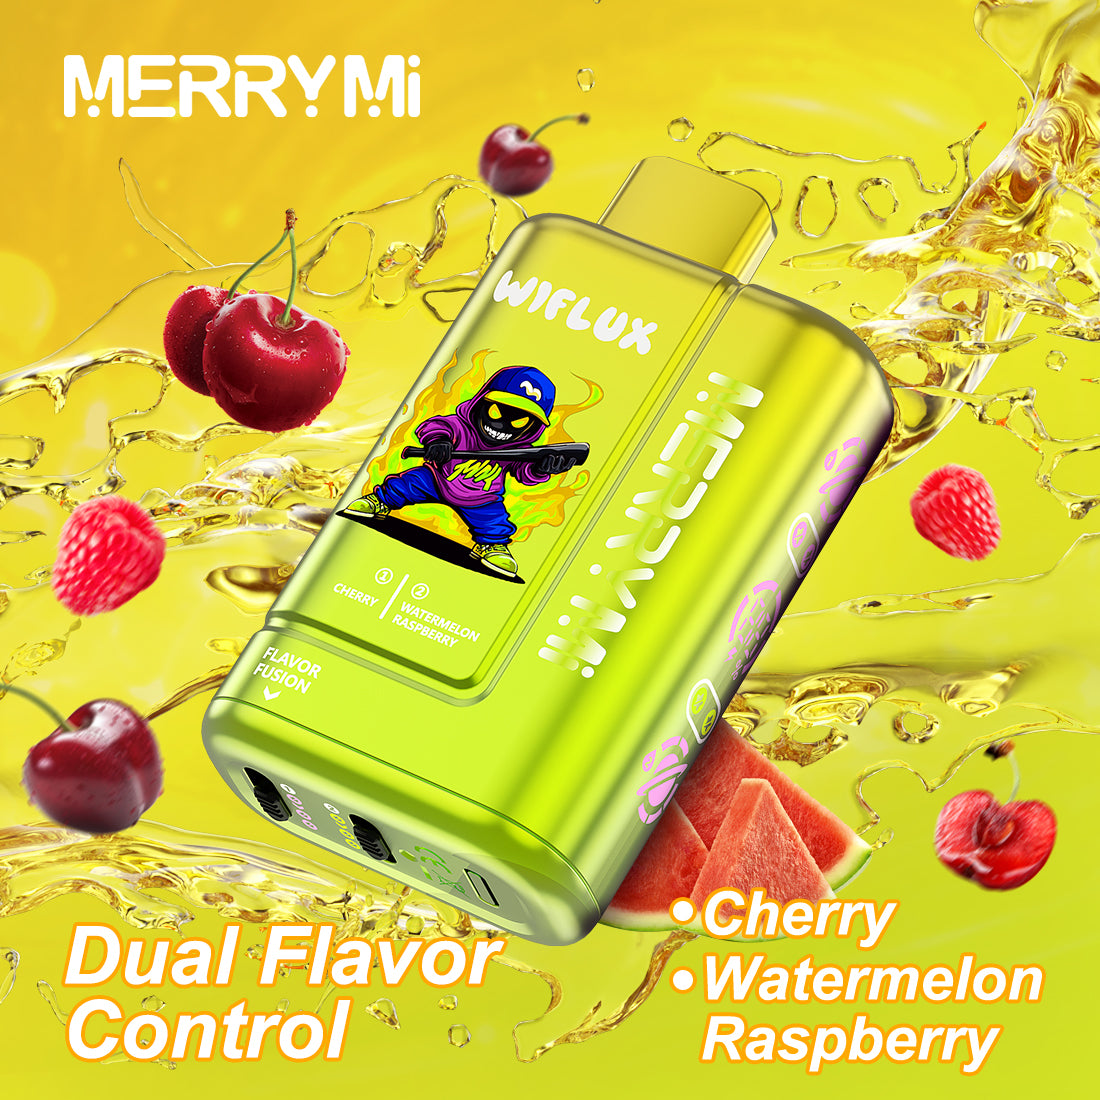 MERRYMi
WIFLUX
MERRYMi
① CHERRY
② WATERMELON
RASPBERRY
FLAVOR
FUSION
Dual Flavor
Control
•Cherry
•Watermelon
Raspberry